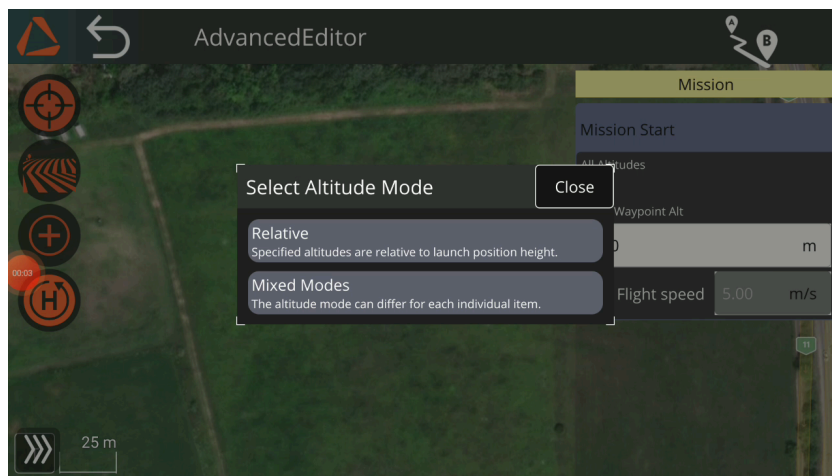 AdvancedEditor
A
B
Mission
Mission Start
Select Altitude Mode
Close
Waypoint Alt
Relative
Specified altitudes are relative to launch position height.
m
00:03
Mixed Modes
The altitude mode can differ for each individual item.
H
Flight speed 5.00 m/s
11
25 m